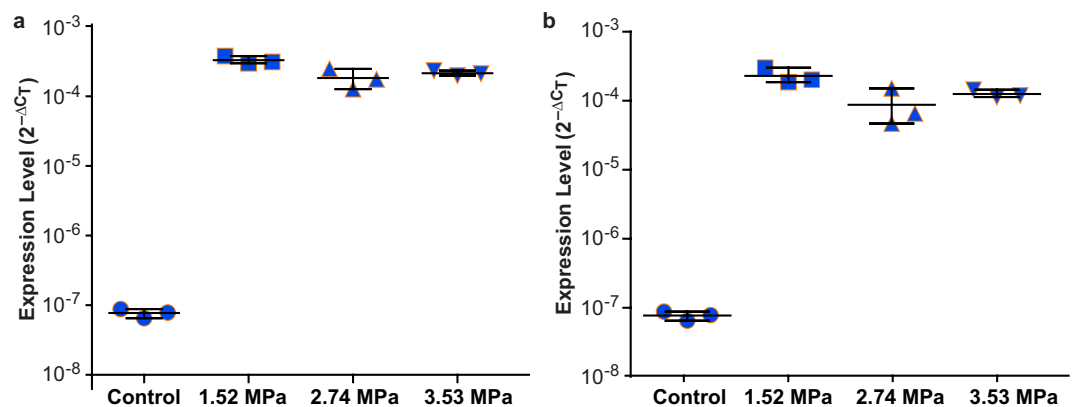 a
Expression Level (2^−ΔCT)
10^-3
10^-4
10^-5
10^-6
10^-7
10^-8
Control 1.52 MPa 2.74 MPa 3.53 MPa
b
Expression Level (2^−ΔCT)
10^-3
10^-4
10^-5
10^-6
10^-7
10^-8
Control 1.52 MPa 2.74 MPa 3.53 MPa